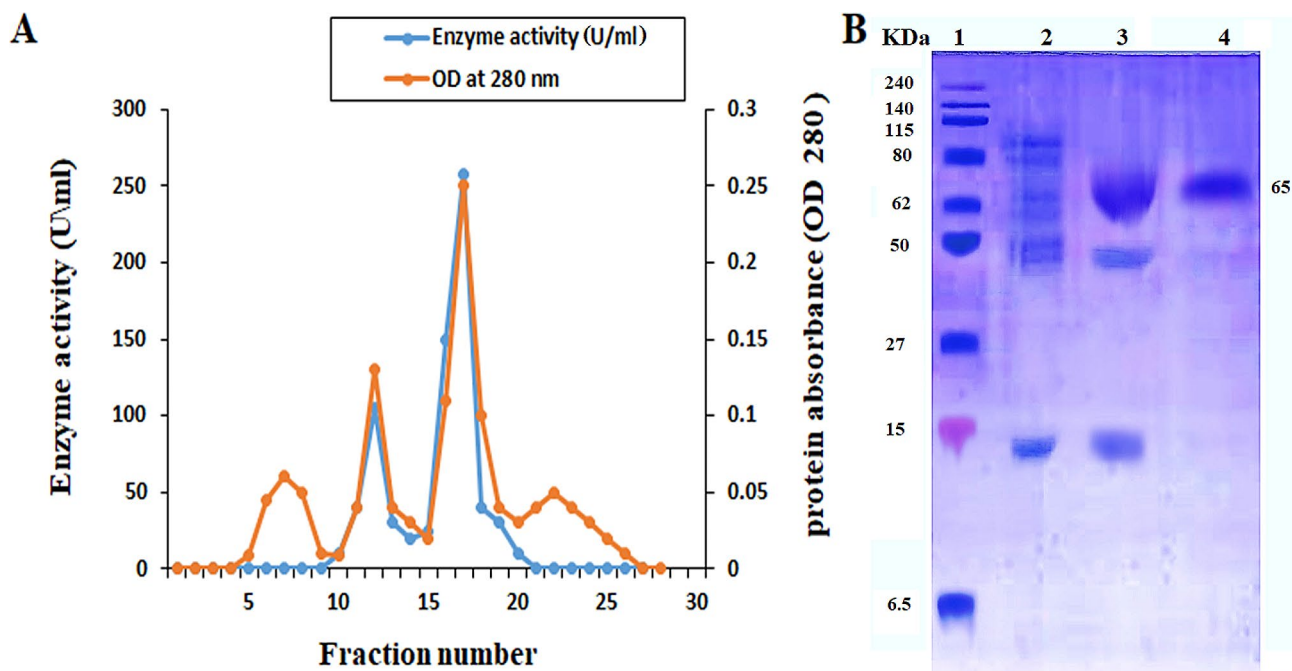 A
Enzyme activity (U/ml)
OD at 280 nm
300
250
200
150
100
50
0
Enzyme activity (U\ml)
0.3
0.25
0.2
0.15
0.1
0.05
0
protein absorbance (OD 280 )
5 10 15 20 25 30
Fraction number
B
KDa 1 2 3 4
240
140
115
80
62
50
27
15
6.5
65